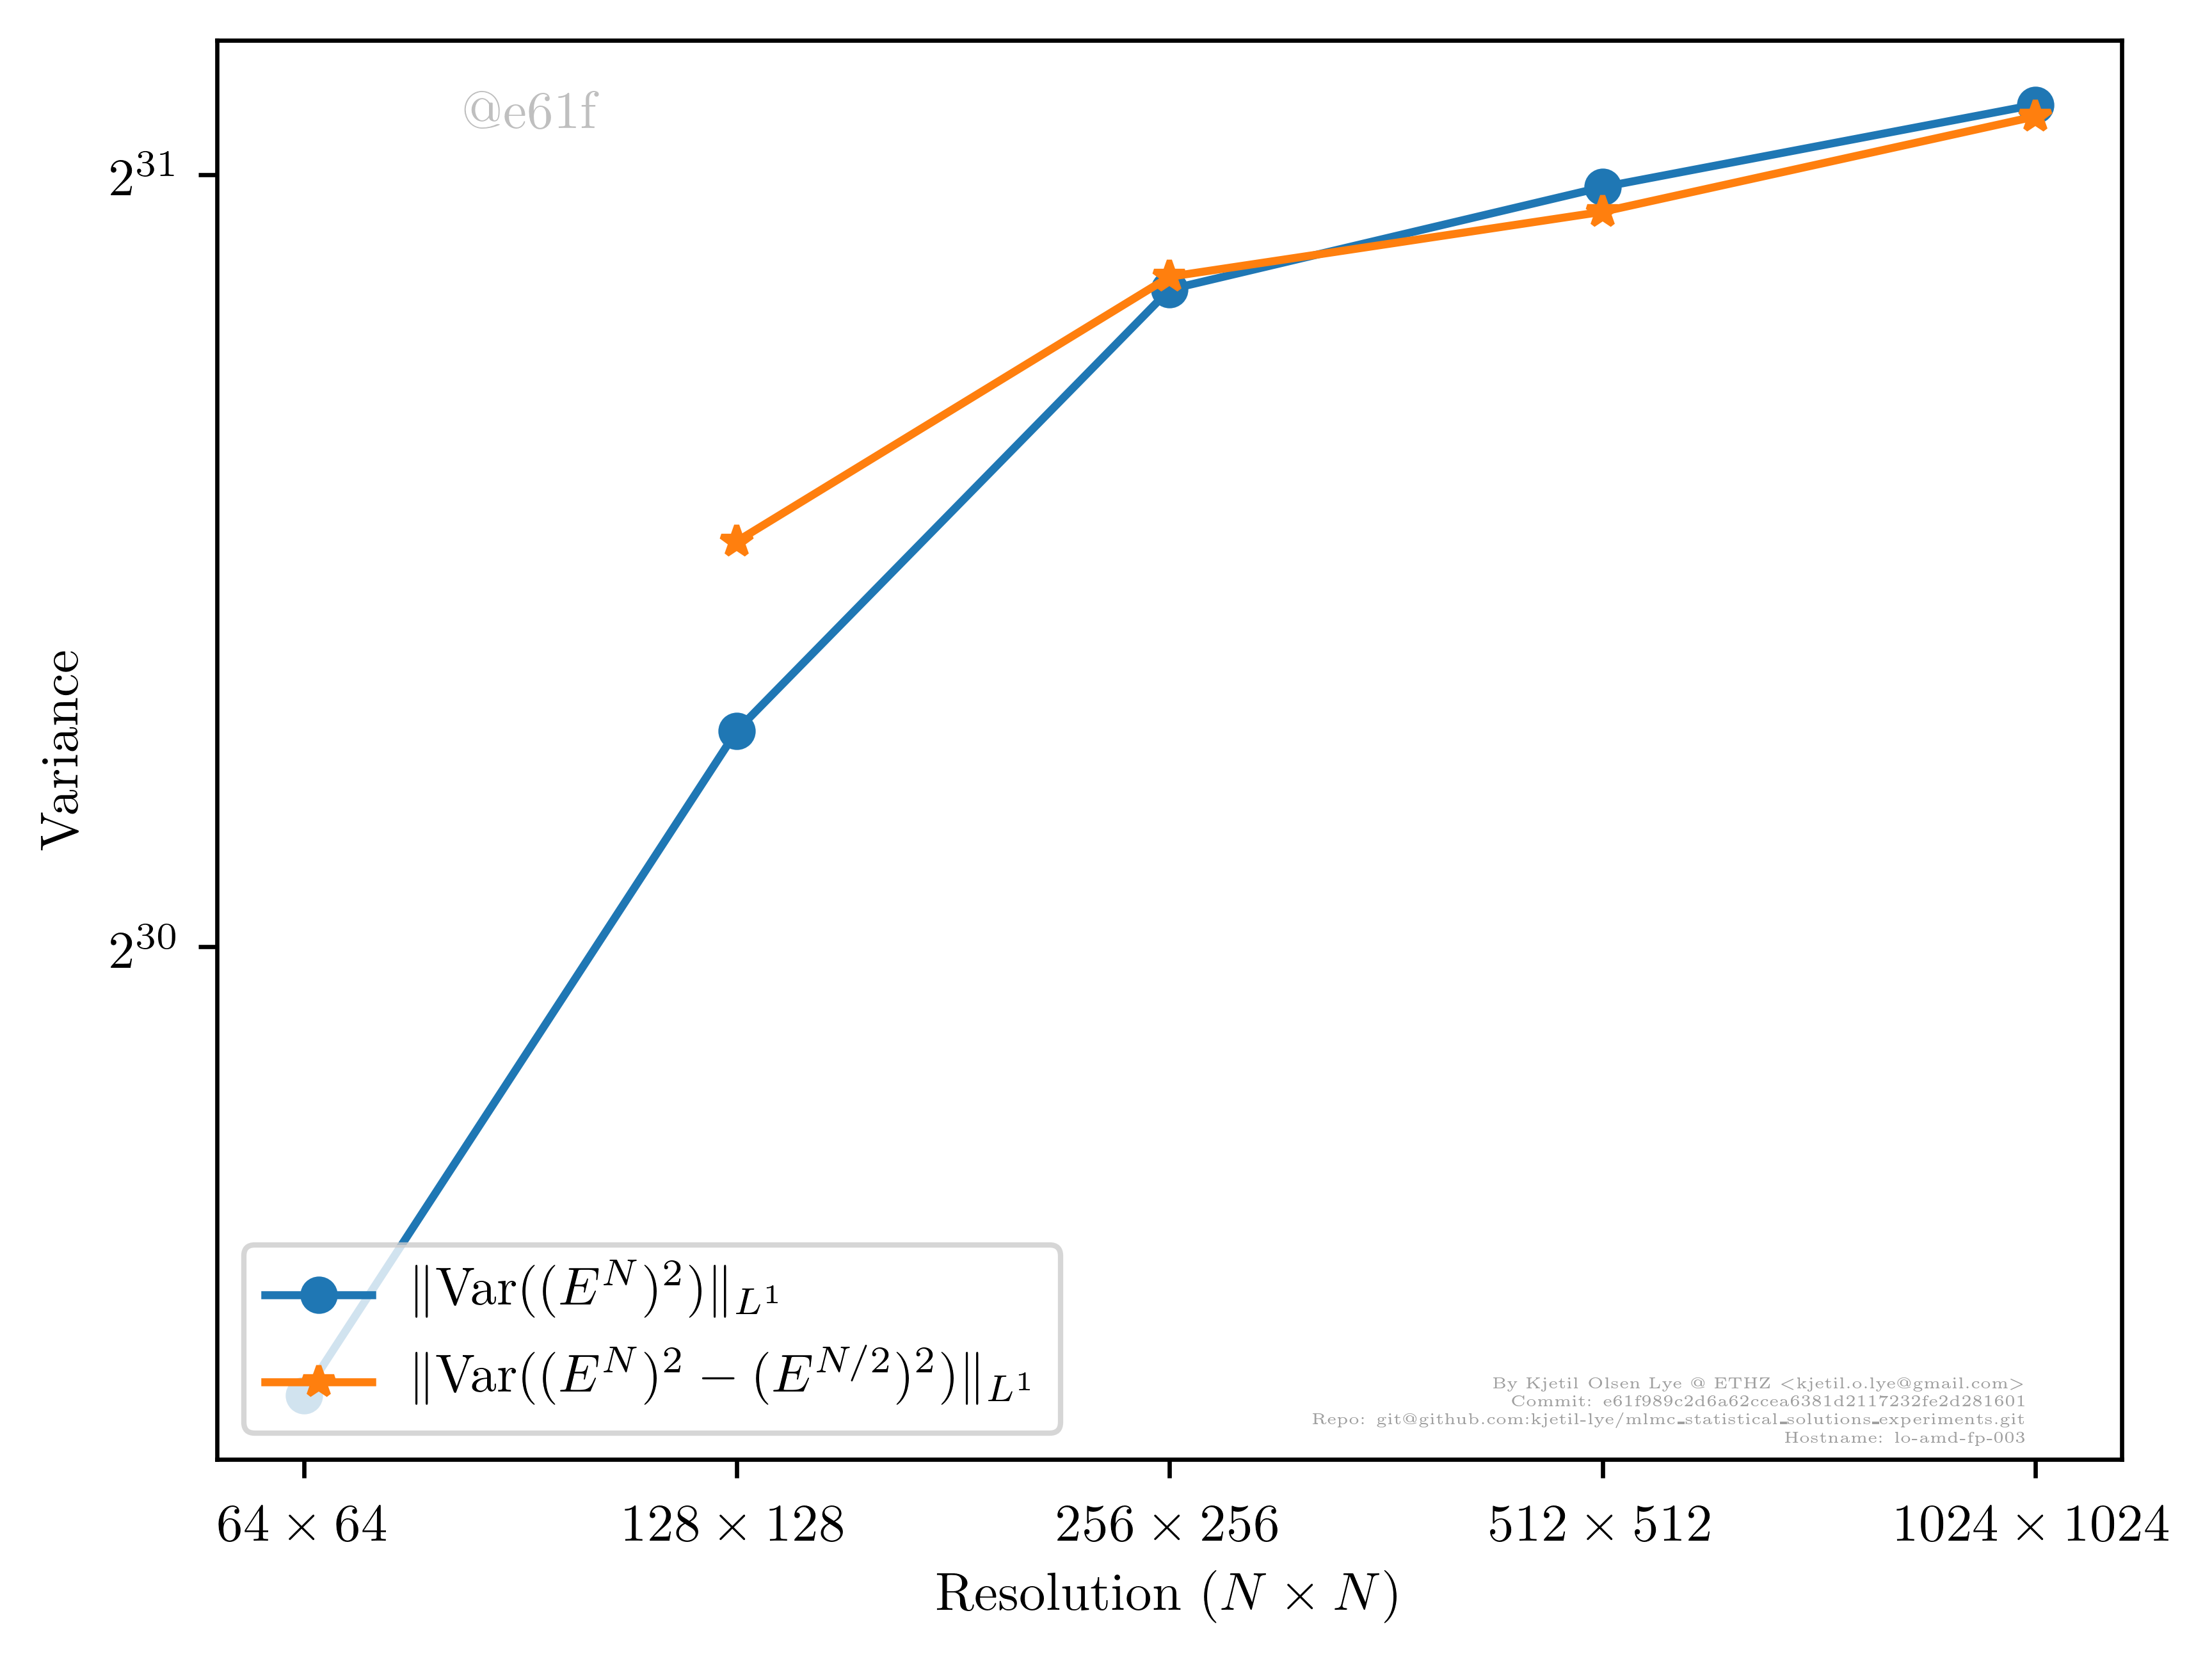 @e61f
2^31
2^30
Variance
‖Var((E^N)^2)‖_{L^1}
‖Var((E^N)^2 − (E^{N/2})^2)‖_{L^1}
By Kjetil Olsen Lye @ ETHZ <kjetil.o.lye@gmail.com>
Commit: e61f989c2d6a62ccea6381d2117232fe2d281601
Repo: git@github.com:kjetil-lye/mlmc_statistical_solutions_experiments.git
Hostname: lo-amd-fp-003
64 × 64 128 × 128 256 × 256 512 × 512 1024 × 1024
Resolution (N × N)